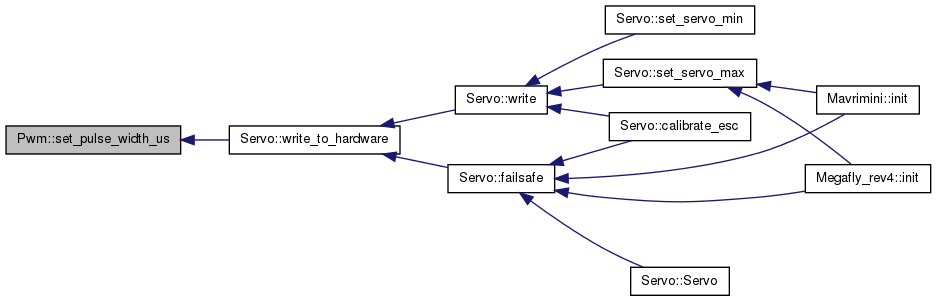 Servo::set_servo_min
Servo::set_servo_max
Servo::write
Mavrimini::init
Servo::calibrate_esc
Pwm::set_pulse_width_us
Servo::write_to_hardware
Servo::failsafe
Megafly_rev4::init
Servo::Servo